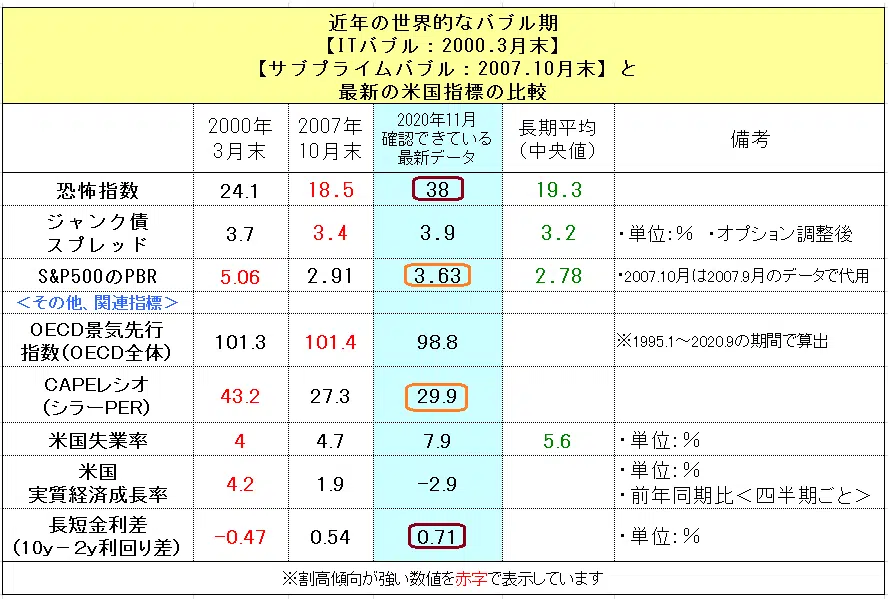 近年の世界的なバブル期
【ITバブル：2000.3月末】
【サブプライムバブル：2007.10月末】と
最新の米国指標の比較
2000年
3月末
2007年
10月末
2020年11月
確認できている
最新データ
長期平均
（中央値）
備考
恐怖指数 24.1 18.5 38 19.3
ジャンク債
スプレッド
3.7 3.4 3.9 3.2 ・単位：％ ・オプション調整後
S&P500のPBR 5.06 2.91 3.63 2.78 ・2007.10月は2007.9月のデータで代用
＜その他、関連指標＞
OECD景気先行
指数（OECD全体）
101.3 101.4 98.8 ※1995.1～2020.9の期間で算出
CAPEレシオ
（シラーPER）
43.2 27.3 29.9
米国失業率 4 4.7 7.9 5.6 ・単位：％
米国
実質経済成長率
4.2 1.9 −2.9
・単位：％
・前年同期比＜四半期ごと＞
長短金利差
（10y−2y利回り差）
−0.47 0.54 0.71 ・単位：％
※割高傾向が強い数値を赤字で表示しています